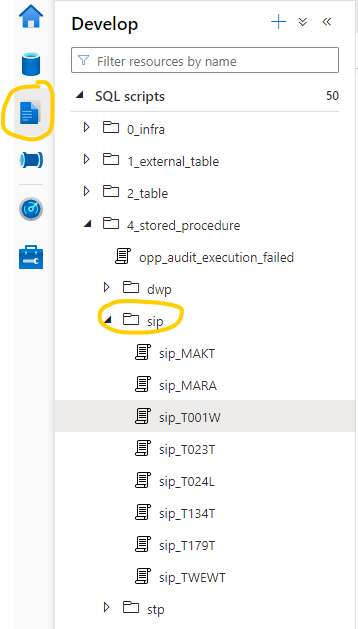 Develop
Filter resources by name
SQL scripts 50
0_infra
1_external_table
2_table
4_stored_procedure
opp_audit_execution_failed
dwp
sip
sip_MAKT
sip_MARA
sip_T001W
sip_T023T
sip_T024L
sip_T134T
sip_T179T
sip_TWEWT
stp